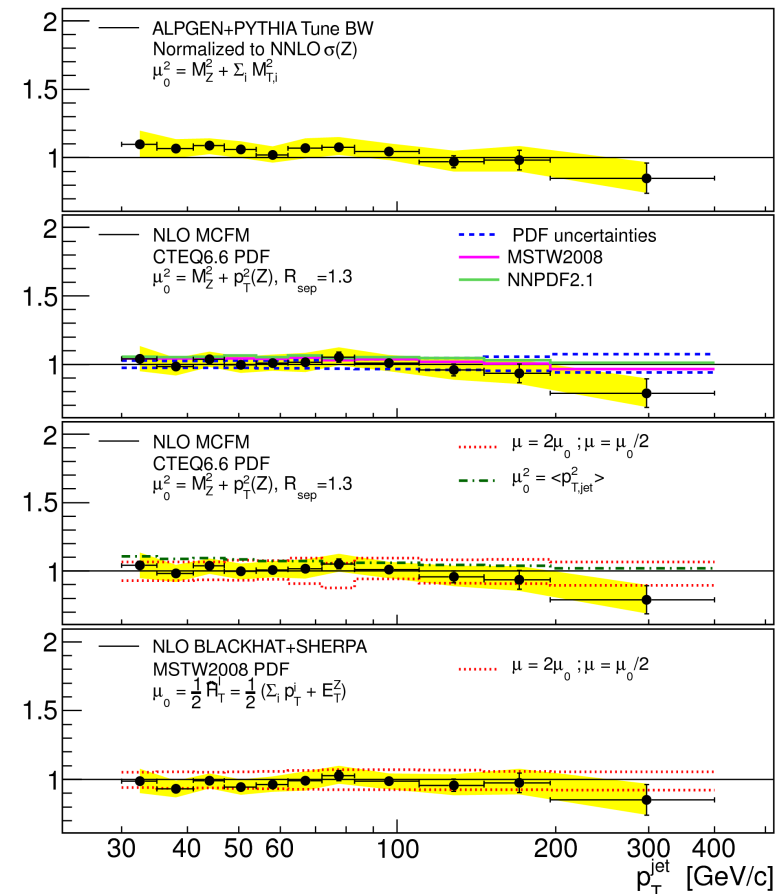 2
ALPGEN+PYTHIA Tune BW
Normalized to NNLO σ(Z)
μ₀² = M_Z² + Σ_i M_{T,i}²
1.5
1
2
NLO MCFM
CTEQ6.6 PDF
μ₀² = M_Z² + p_T²(Z), R_sep=1.3
PDF uncertainties
MSTW2008
NNPDF2.1
1.5
1
2
NLO MCFM
CTEQ6.6 PDF
μ₀² = M_Z² + p_T²(Z), R_sep=1.3
μ = 2μ₀ ; μ = μ₀/2
μ₀² = <p²_{T,jet}>
1.5
1
2
NLO BLACKHAT+SHERPA
MSTW2008 PDF
μ₀ = 1/2 Ĥ_T = 1/2 (Σ_i p_T^i + E_T^Z)
μ = 2μ₀ ; μ = μ₀/2
1.5
1
30 40 50 60 100 200 300 400
p_T^jet [GeV/c]